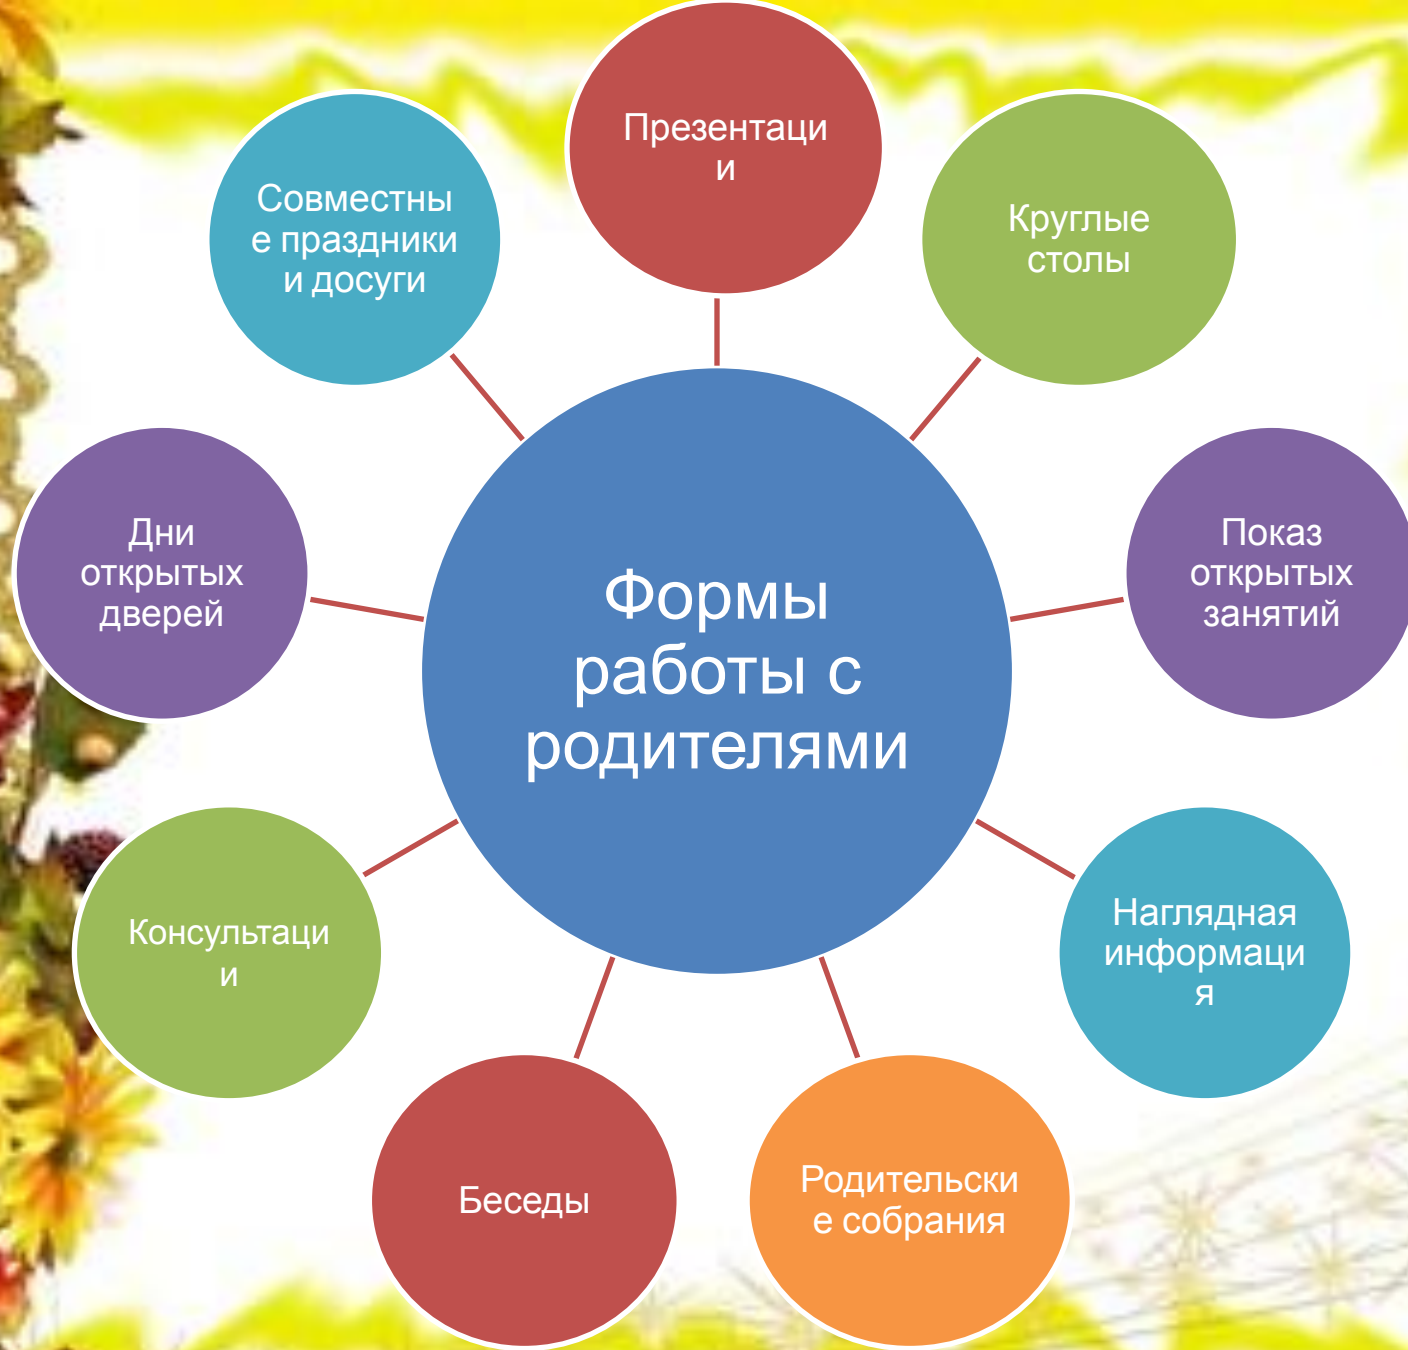 Презентаци
и
Круглые
столы
Показ
открытых
занятий
Наглядная
информаци
я
Родительски
е собрания
Беседы
Консультаци
и
Дни
открытых
дверей
Совместны
е праздники
и досуги
Формы
работы с
родителями